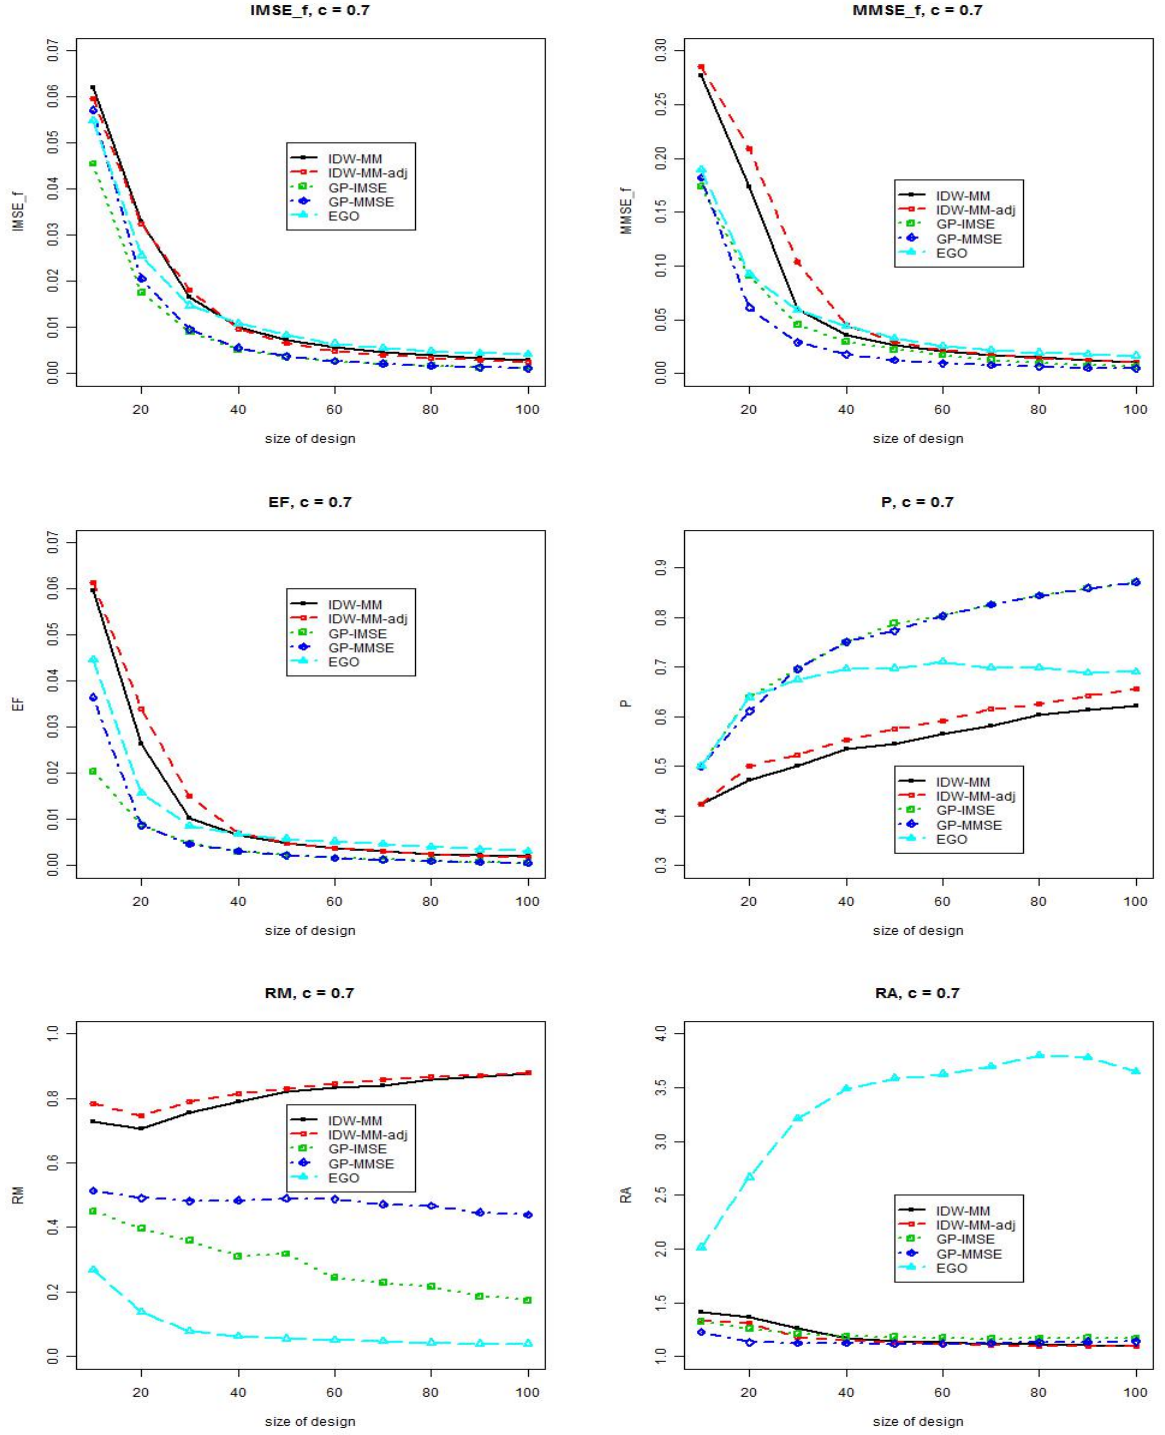 IMSE_f, c = 0.7
IMSE_f
0.07
0.06
0.05
0.04
0.03
0.02
0.01
0.00
IDW-MM
IDW-MM-adj
GP-IMSE
GP-MMSE
EGO
20 40 60 80 100
size of design
MMSE_f, c = 0.7
MMSE_f
0.30
0.25
0.20
0.15
0.10
0.05
0.00
IDW-MM
IDW-MM-adj
GP-IMSE
GP-MMSE
EGO
20 40 60 80 100
size of design
EF, c = 0.7
EF
0.07
0.06
0.05
0.04
0.03
0.02
0.01
0.00
IDW-MM
IDW-MM-adj
GP-IMSE
GP-MMSE
EGO
20 40 60 80 100
size of design
P, c = 0.7
P
0.9
0.8
0.7
0.6
0.5
0.4
0.3
IDW-MM
IDW-MM-adj
GP-IMSE
GP-MMSE
EGO
20 40 60 80 100
size of design
RM, c = 0.7
RM
1.0
0.8
0.6
0.4
0.2
0.0
IDW-MM
IDW-MM-adj
GP-IMSE
GP-MMSE
EGO
20 40 60 80 100
size of design
RA, c = 0.7
RA
4.0
3.5
3.0
2.5
2.0
1.5
1.0
IDW-MM
IDW-MM-adj
GP-IMSE
GP-MMSE
EGO
20 40 60 80 100
size of design